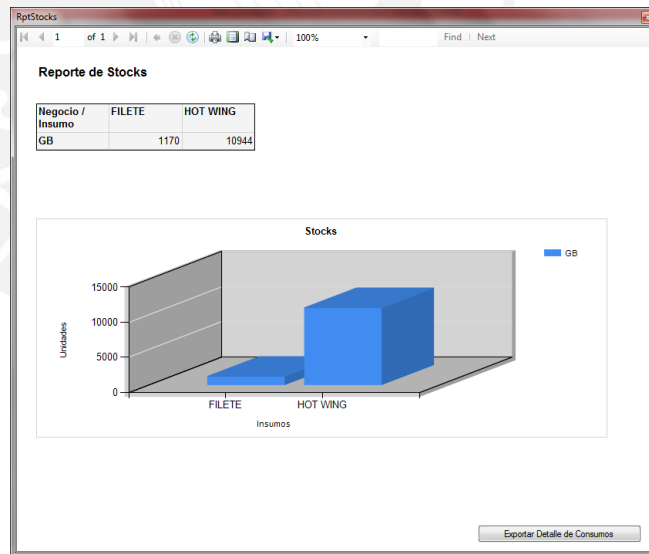 RptStocks
1 of 1 100% Find | Next
Reporte de Stocks
Negocio / Insumo FILETE HOT WING
GB 1170 10944
Stocks
GB
15000
10000
5000
0
Unidades
FILETE HOT WING
Insumos
Exportar Detalle de Consumos